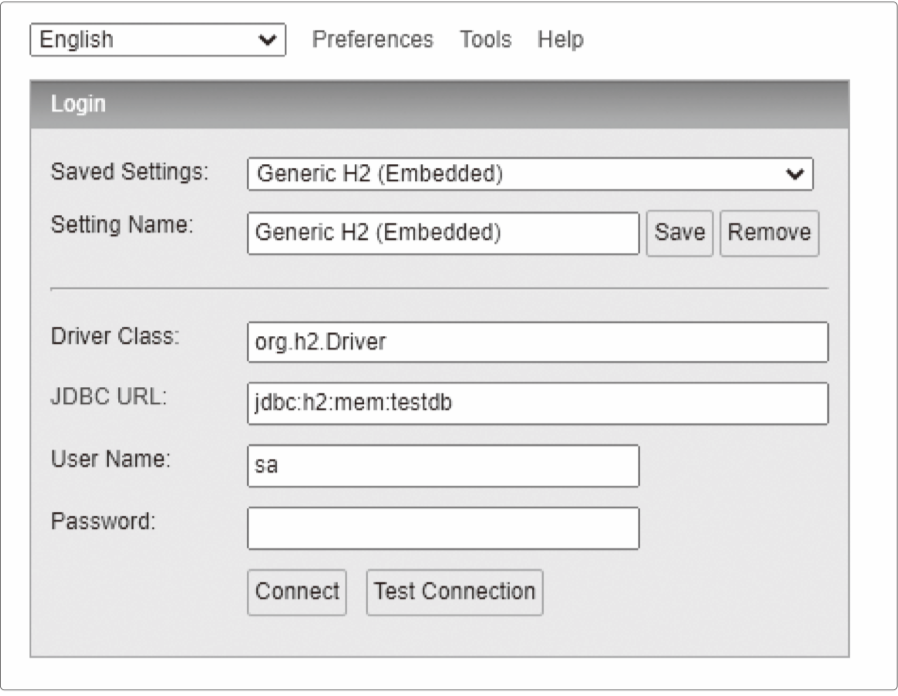 English Preferences Tools Help
Login
Saved Settings: Generic H2 (Embedded)
Setting Name: Generic H2 (Embedded) Save Remove
Driver Class: org.h2.Driver
JDBC URL: jdbc:h2:mem:testdb
User Name: sa
Password:
Connect Test Connection